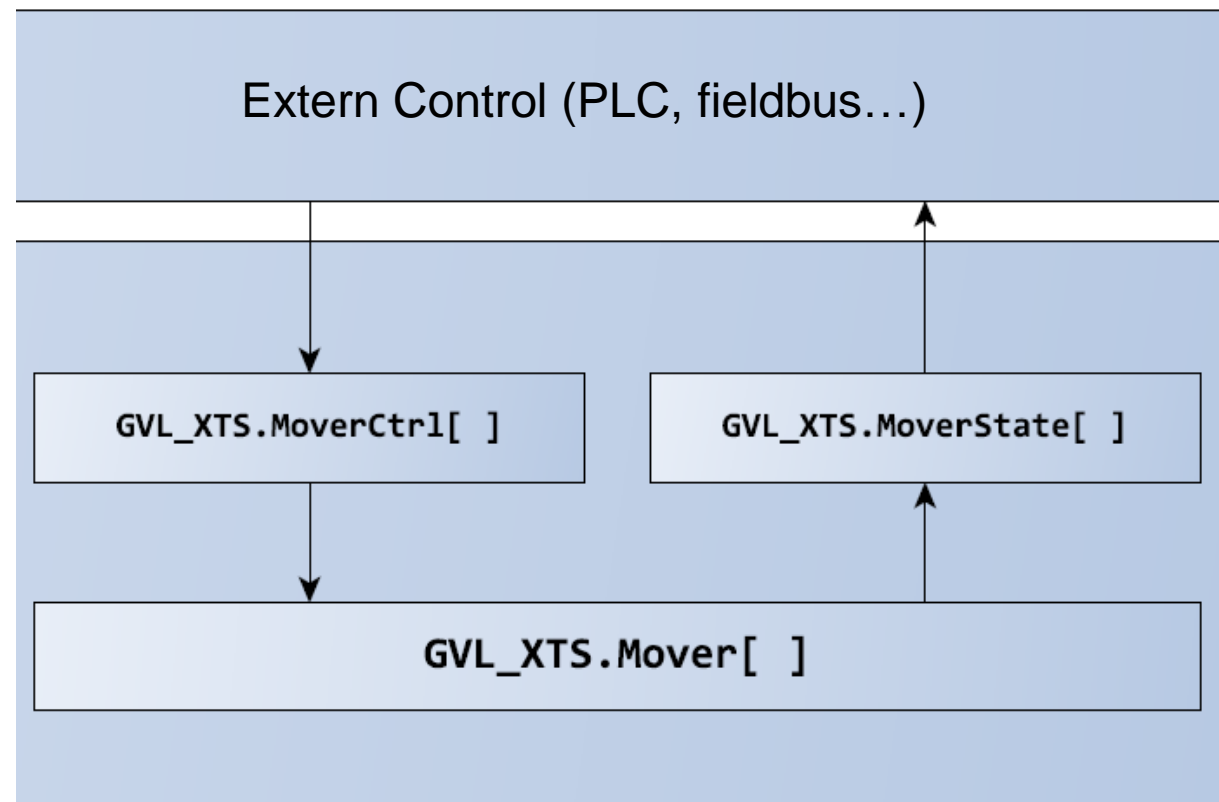 Extern Control (PLC, fieldbus…)
GVL_XTS.MoverCtrl[ ]
GVL_XTS.MoverState[ ]
GVL_XTS.Mover[ ]